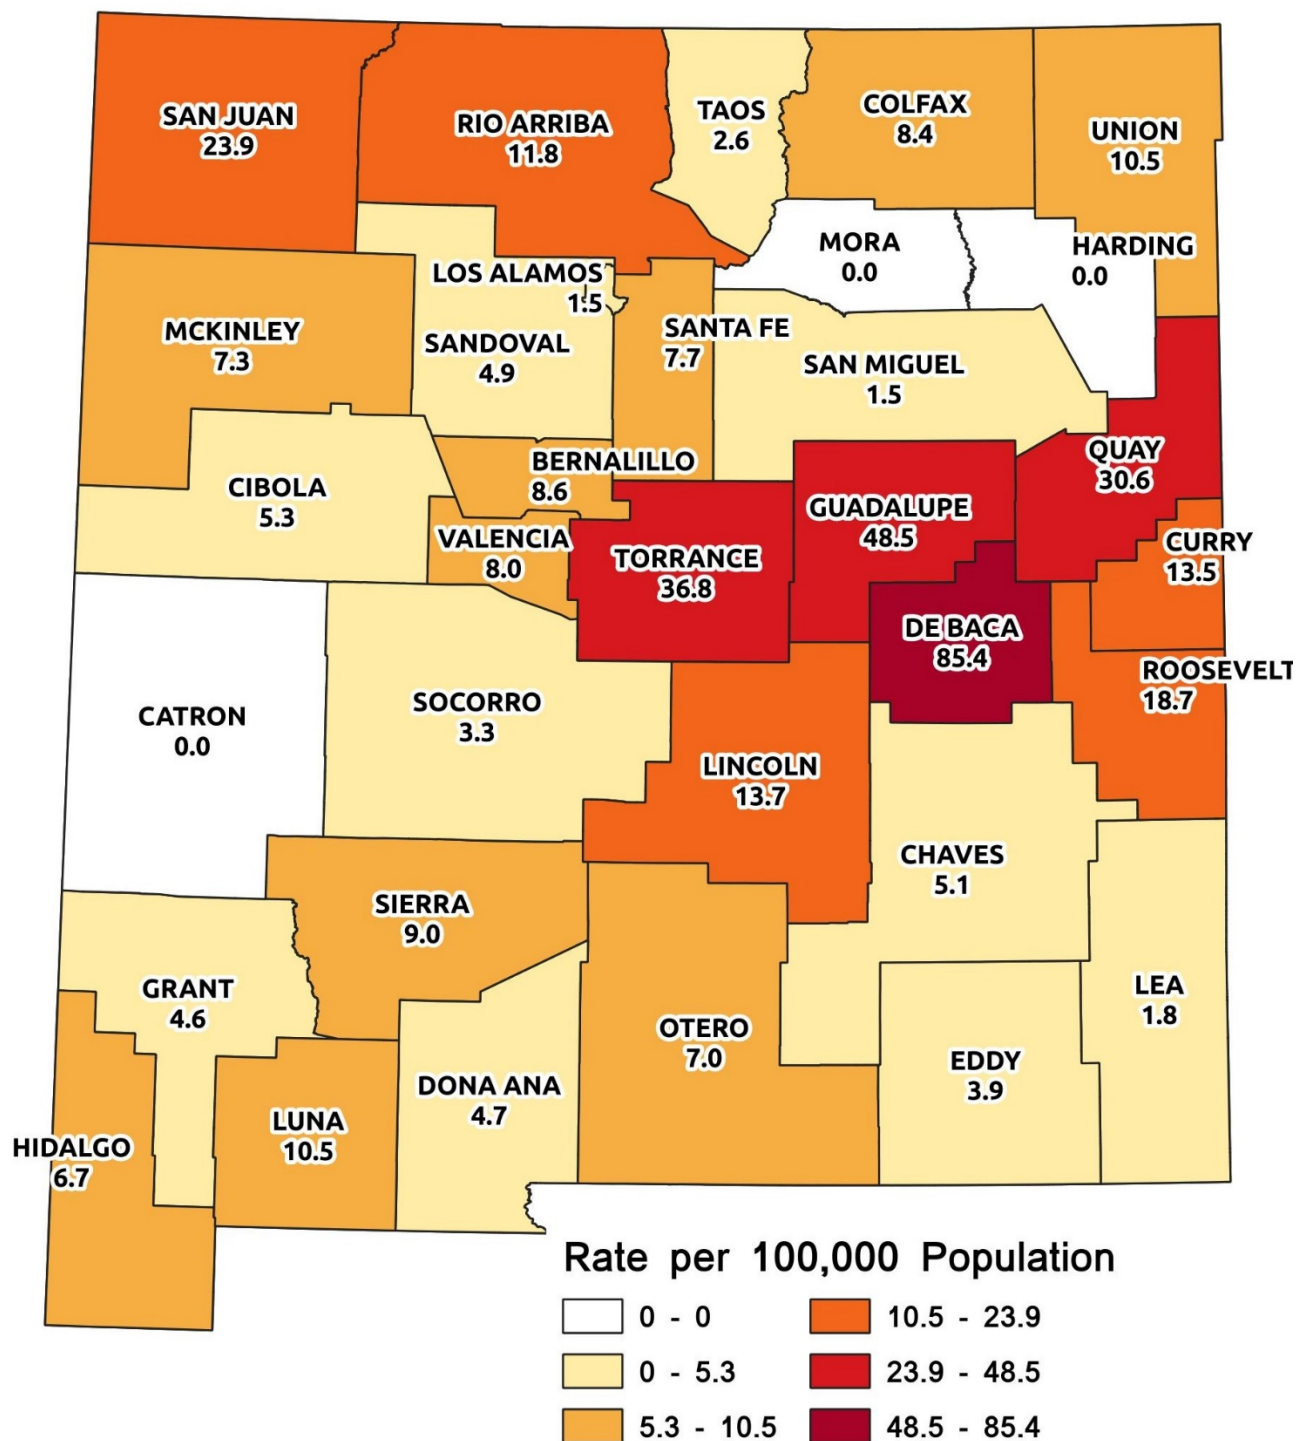 SAN JUAN
23.9
RIO ARRIBA
11.8
TAOS
2.6
COLFAX
8.4
UNION
10.5
MORA
0.0
HARDING
0.0
LOS ALAMOS
1.5
MCKINLEY
7.3
SANDOVAL
4.9
SANTA FE
7.7
SAN MIGUEL
1.5
QUAY
30.6
CIBOLA
5.3
BERNALILLO
8.6
GUADALUPE
48.5
VALENCIA
8.0
TORRANCE
36.8
CURRY
13.5
DE BACA
85.4
ROOSEVELT
18.7
CATRON
0.0
SOCORRO
3.3
LINCOLN
13.7
CHAVES
5.1
SIERRA
9.0
GRANT
4.6
OTERO
7.0
LEA
1.8
EDDY
3.9
DONA ANA
4.7
LUNA
10.5
HIDALGO
6.7
Rate per 100,000 Population
0 - 0
10.5 - 23.9
0 - 5.3
23.9 - 48.5
5.3 - 10.5
48.5 - 85.4